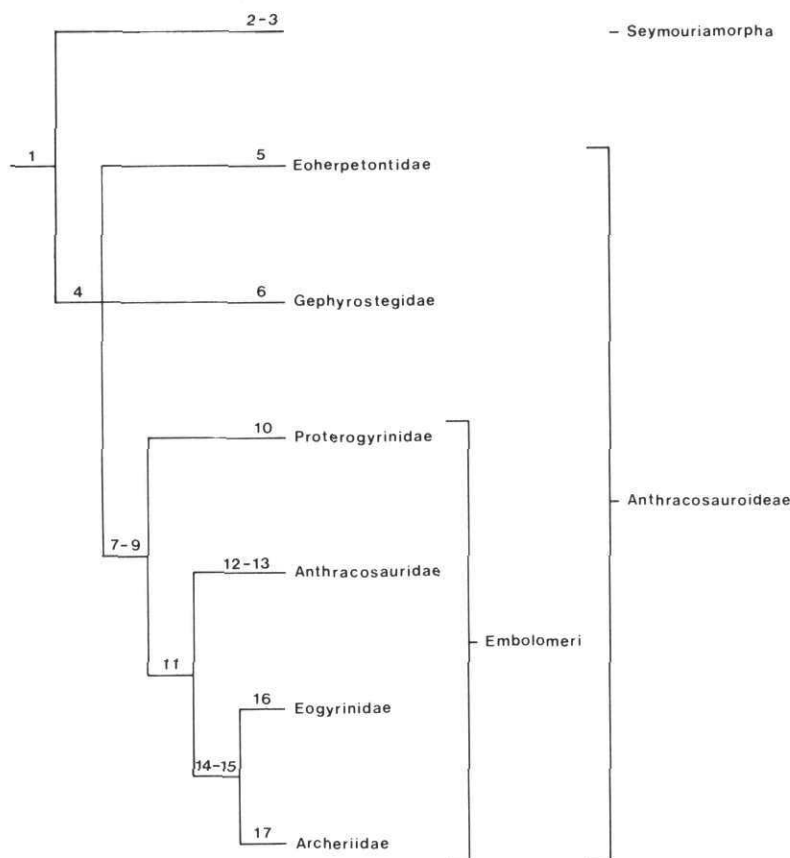 2-3
Seymouriamorpha
1
5
Eoherpetontidae
4
6
Gephyrostegidae
10
Proterogyrinidae
Anthracosauroideae
7-9
12-13
Anthracosauridae
Embolomeri
11
16
Eogyrinidae
14-15
17
Archeriidae